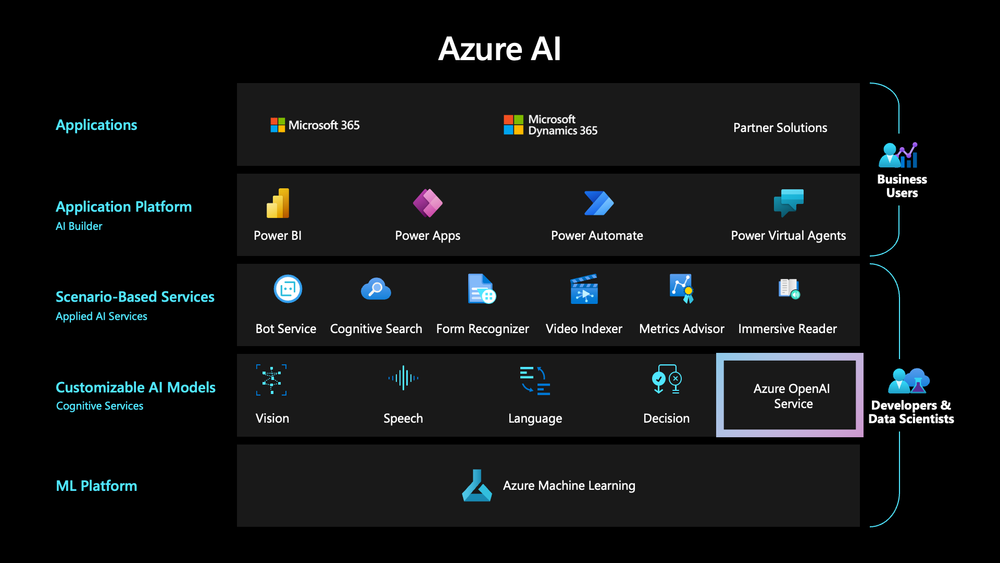 Azure AI
Applications
Microsoft 365
Microsoft
Dynamics 365
Partner Solutions
Business
Users
Application Platform
AI Builder
Power BI
Power Apps
Power Automate
Power Virtual Agents
Scenario-Based Services
Applied AI Services
Bot Service
Cognitive Search
Form Recognizer
Video Indexer
Metrics Advisor
Immersive Reader
Customizable AI Models
Cognitive Services
Vision
Speech
Language
Decision
Azure OpenAI
Service
Developers &
Data Scientists
ML Platform
Azure Machine Learning